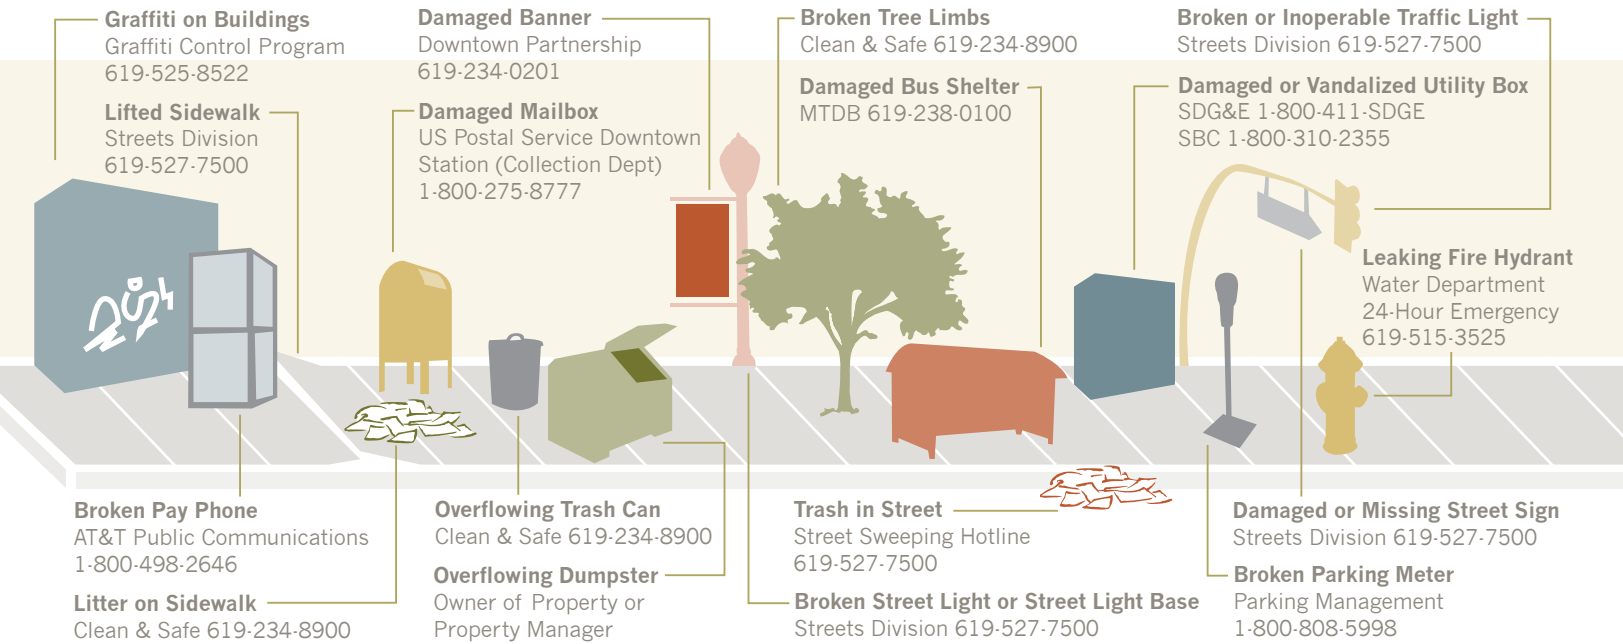 Graffiti on Buildings
Graffiti Control Program
619-525-8522
Lifted Sidewalk
Streets Division
619-527-7500
Damaged Banner
Downtown Partnership
619-234-0201
Damaged Mailbox
US Postal Service Downtown
Station (Collection Dept)
1-800-275-8777
Broken Tree Limbs
Clean & Safe 619-234-8900
Damaged Bus Shelter
MTDB 619-238-0100
Broken or Inoperable Traffic Light
Streets Division 619-527-7500
Damaged or Vandalized Utility Box
SDG&E 1-800-411-SDGE
SBC 1-800-310-2355
Leaking Fire Hydrant
Water Department
24-Hour Emergency
619-515-3525
Broken Pay Phone
AT&T Public Communications
1-800-498-2646
Litter on Sidewalk
Clean & Safe 619-234-8900
Overflowing Trash Can
Clean & Safe 619-234-8900
Overflowing Dumpster
Owner of Property or
Property Manager
Trash in Street
Street Sweeping Hotline
619-527-7500
Broken Street Light or Street Light Base
Streets Division 619-527-7500
Damaged or Missing Street Sign
Streets Division 619-527-7500
Broken Parking Meter
Parking Management
1-800-808-5998